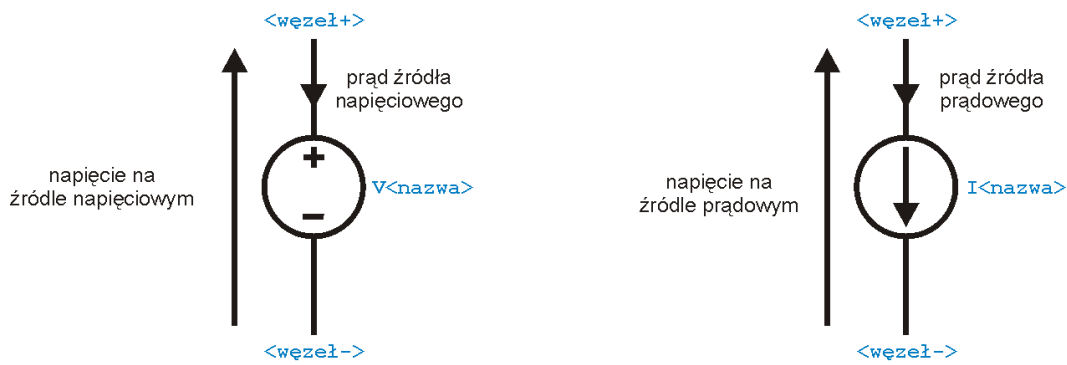 <węzeł+>
prąd źródła
napięciowego
+
napięcie na
źródle napięciowym
V<nazwa>
−
<węzeł->
<węzeł+>
prąd źródła
prądowego
napięcie na
źródle prądowym
I<nazwa>
<węzeł->